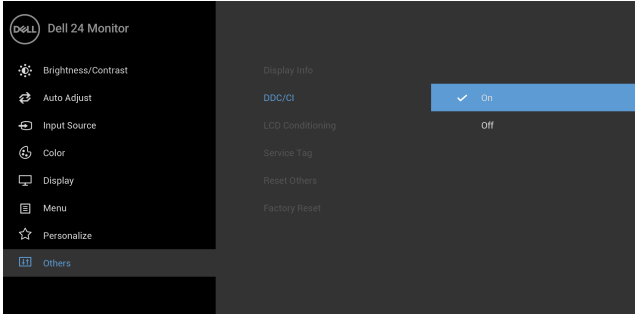 DELL Dell 24 Monitor
Brightness/Contrast
Auto Adjust
Input Source
Color
Display
Menu
Personalize
Others
Display Info
DDC/CI
LCD Conditioning
Service Tag
Reset Others
Factory Reset
On
Off